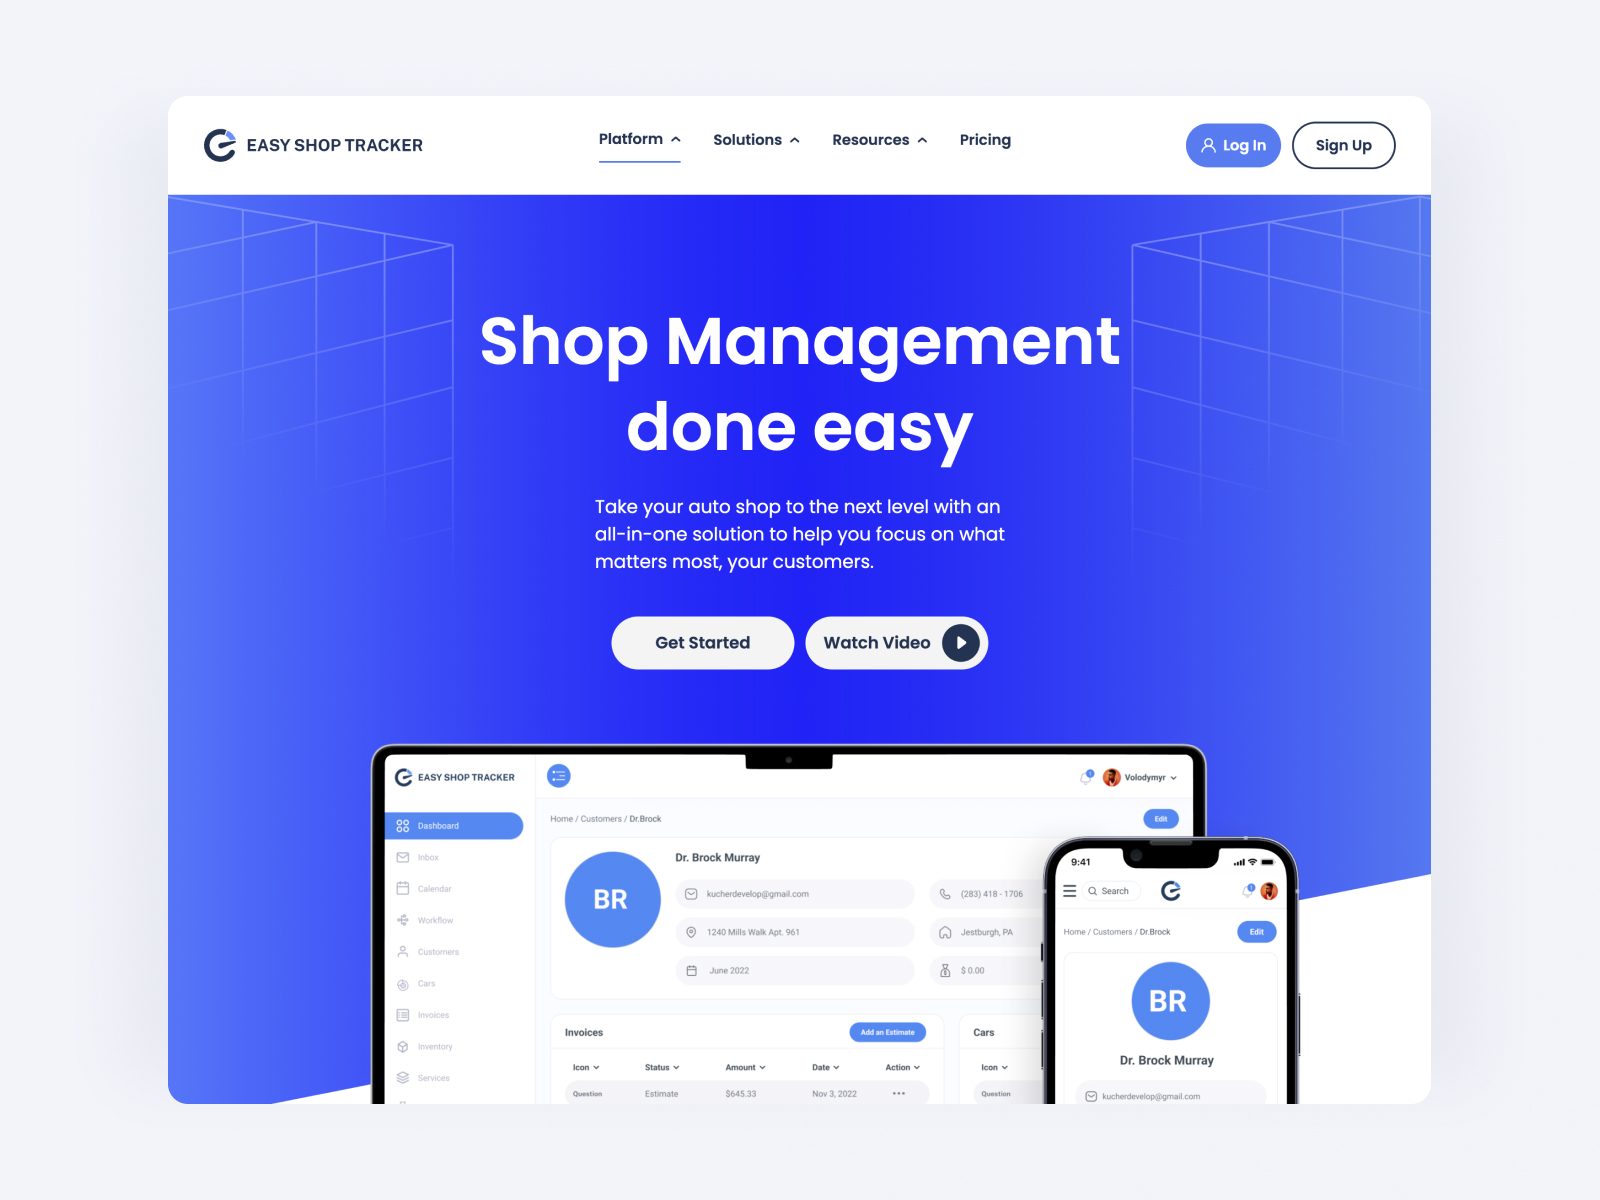 EASY SHOP TRACKER
Platform
Solutions
Resources
Pricing
Log In
Sign Up
Shop Management
done easy
Take your auto shop to the next level with an
all-in-one solution to help you focus on what
matters most, your customers.
Get Started
Watch Video
EASY SHOP TRACKER
Volodymyr
Dashboard
Inbox
Calendar
Workflow
Customers
Cars
Invoices
Inventory
Services
Home / Customers / Dr.Brock
Edit
BR
Dr. Brock Murray
kucherdevelop@gmail.com
(283) 418 - 1706
1240 Mills Walk Apt. 961
Jestburgh, PA
June 2022
$ 0.00
Invoices
Add an Estimate
Icon Status Amount Date Action
Question Estimate $645.33 Nov 3, 2022 •••
Cars
Icon
Question
9:41
Search
Home / Customers / Dr.Brock
Edit
BR
Dr. Brock Murray
kucherdevelop@gmail.com